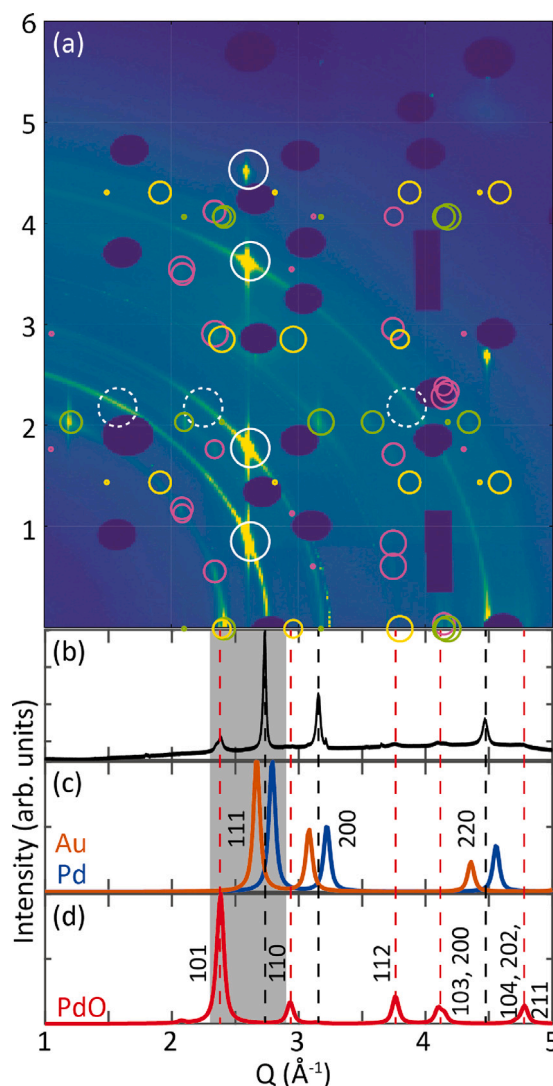 6
(a)
5
4
3
2
1
(b)
(c)
111
200
220
Au
Pd
(d)
101
110
112
103, 200
104, 202,
211
PdO
Intensity (arb. units)
1 2 3 4 5
Q (Å⁻¹)